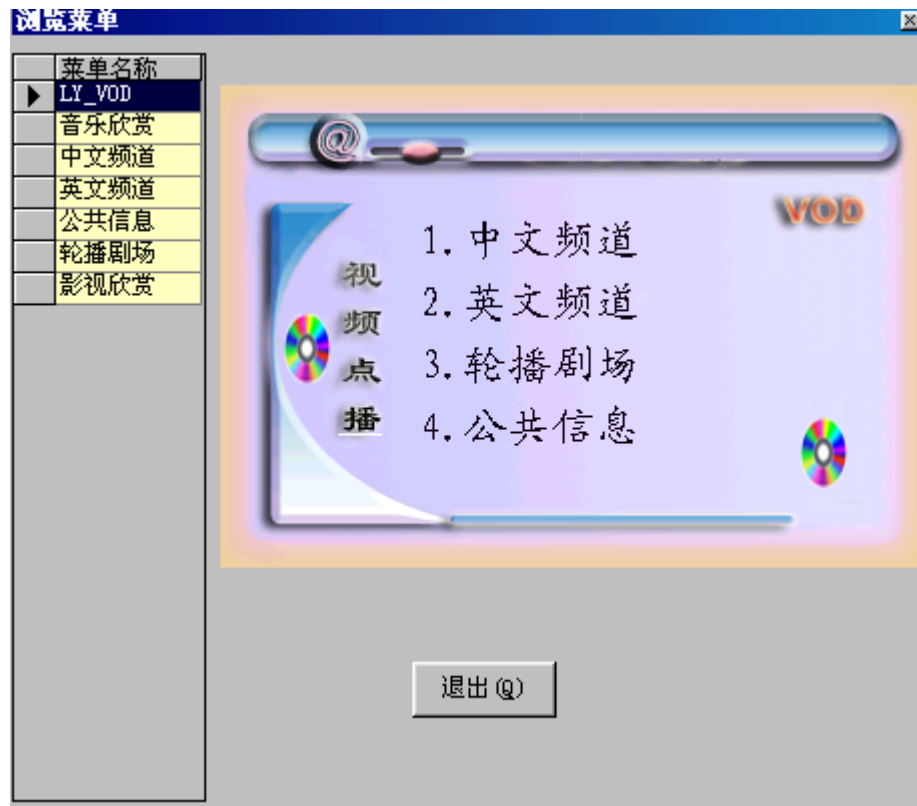 浏览菜单
菜单名称
LY_VOD
音乐欣赏
中文频道
英文频道
公共信息
轮播剧场
影视欣赏
@
VOD
视频点播
1.中文频道
2.英文频道
3.轮播剧场
4.公共信息
退出(Q)